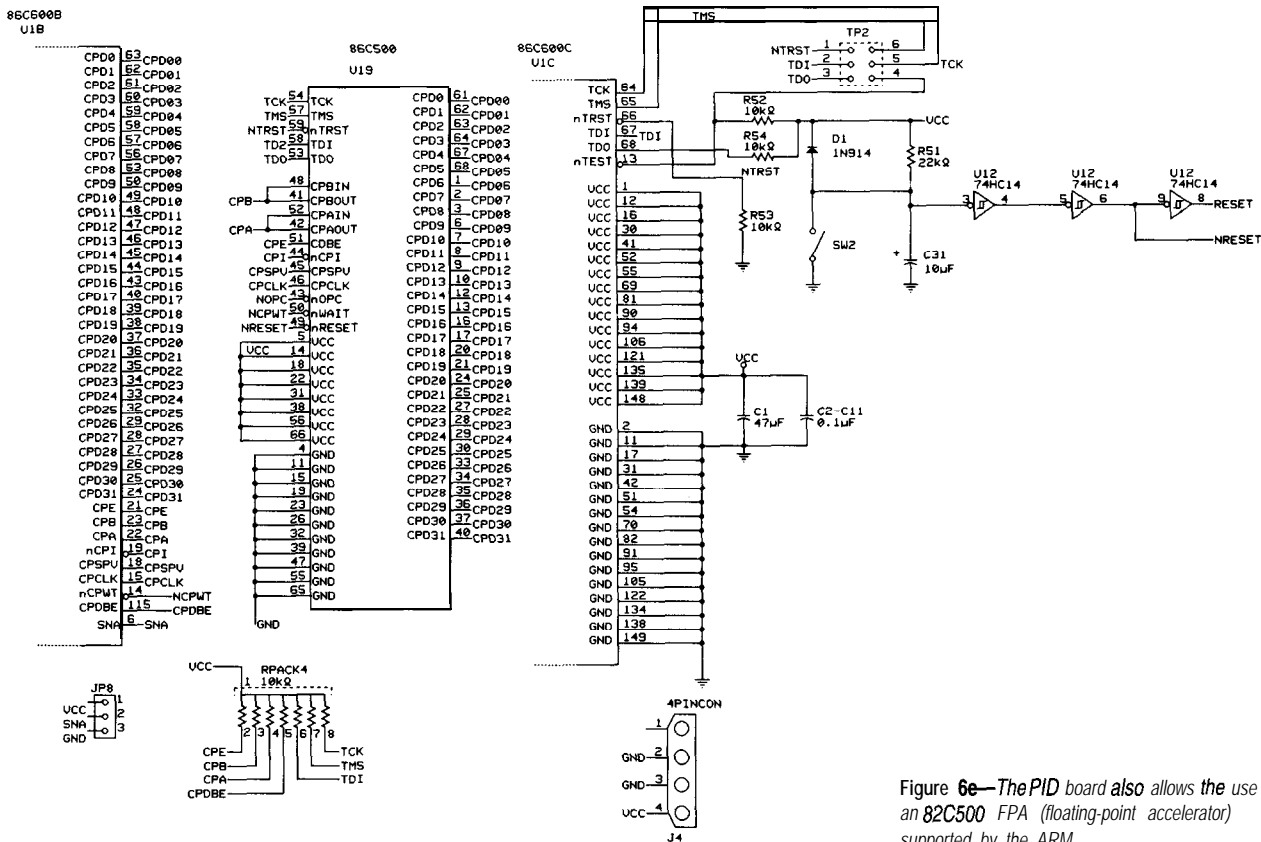 86C600B
U1B
CPD0 63 CPD00
CPD1 62 CPD01
CPD2 61 CPD02
CPD3 60 CPD03
CPD4 59 CPD04
CPD5 58 CPD05
CPD6 57 CPD06
CPD7 56 CPD07
CPD8 53 CPD08
CPD9 50 CPD09
CPD10 49 CPD10
CPD11 48 CPD11
CPD12 47 CPD12
CPD13 46 CPD13
CPD14 45 CPD14
CPD15 44 CPD15
CPD16 43 CPD16
CPD17 40 CPD17
CPD18 39 CPD18
CPD19 38 CPD19
CPD20 37 CPD20
CPD21 36 CPD21
CPD22 35 CPD22
CPD23 34 CPD23
CPD24 33 CPD24
CPD25 32 CPD25
CPD26 29 CPD26
CPD27 28 CPD27
CPD28 27 CPD28
CPD29 26 CPD29
CPD30 25 CPD30
CPD31 24 CPD31
CPE 21 CPE
CPB 23 CPB
CPA 22 CPA
nCPI 19 CPI
CPSPV 18 CPSPV
CPCLK 15 CPCLK
nCPWT 14 NCPWT
CPDBE 115 CPDBE
SNA 6 SNA
86C500
U19
TCK 54 TCK
TMS 57 TMS
NTRST 59 nTRST
TD2 58 TDI
TDO 53 TDO
48 CPBIN
CPB 41 CPBOUT
52 CPAIN
CPA 42 CPAOUT
CPE 51 CDBE
CPI 44 nCPI
CPSPV 45 CPSPV
CPCLK 46 CPCLK
NOPC 43 nOPC
NCPWT 50 nWAIT
NRESET 49 nRESET
5 VCC
VCC 14 VCC
18 VCC
22 VCC
31 VCC
38 VCC
56 VCC
66 VCC
4 GND
11 GND
15 GND
19 GND
23 GND
26 GND
32 GND
39 GND
47 GND
55 GND
65 GND
GND
CPD0 61 CPD00
CPD1 62 CPD01
CPD2 63 CPD02
CPD3 64 CPD03
CPD4 67 CPD04
CPD5 68 CPD05
CPD6 1 CPD06
CPD7 2 CPD07
CPD8 3 CPD08
CPD9 6 CPD09
CPD10 7 CPD10
CPD11 8 CPD11
CPD12 9 CPD12
CPD13 10 CPD13
CPD14 12 CPD14
CPD15 13 CPD15
CPD16 16 CPD16
CPD17 17 CPD17
CPD18 20 CPD18
CPD19 21 CPD19
CPD20 24 CPD20
CPD21 25 CPD21
CPD22 27 CPD22
CPD23 28 CPD23
CPD24 29 CPD24
CPD25 30 CPD25
CPD26 33 CPD26
CPD27 34 CPD27
CPD28 35 CPD28
CPD29 36 CPD29
CPD30 37 CPD30
CPD31 40 CPD31
86C600C
U1C
TCK 64
TMS 65
nTRST 66
TDI 67 TDI
TDO 68
nTEST 13
VCC 1
VCC 12
VCC 16
VCC 30
VCC 41
VCC 52
VCC 55
VCC 69
VCC 81
VCC 90
VCC 94
VCC 106
VCC 121
VCC 135
VCC 139
VCC 148
GND 2
GND 11
GND 17
GND 31
GND 42
GND 51
GND 54
GND 70
GND 82
GND 91
GND 95
GND 105
GND 122
GND 134
GND 138
GND 149
TMS
TP2
NTRST 1 6
TDI 2 5 TCK
TDO 3 4
R52
10kΩ
R54
10kΩ
NTRST
R53
10kΩ
D1
1N914
VCC
R51
22kΩ
SW2
+ C31
10µF
U12
74HC14
3 4
U12
74HC14
5 6
U12
74HC14
9 8 RESET
NRESET
VCC
C1
47µF
C2-C11
0.1µF
JP8
VCC 1
SNA 2
GND 3
VCC
RPACK4
1 10kΩ
2 3 4 5 6 7 8
CPE
CPB
CPA
CPDBE
TCK
TMS
TDI
4PINCON
1
GND 2
GND 3
VCC 4
J4
Figure 6e—The PID board also allows the use
an 82C500 FPA (floating-point accelerator)
supported by the ARM